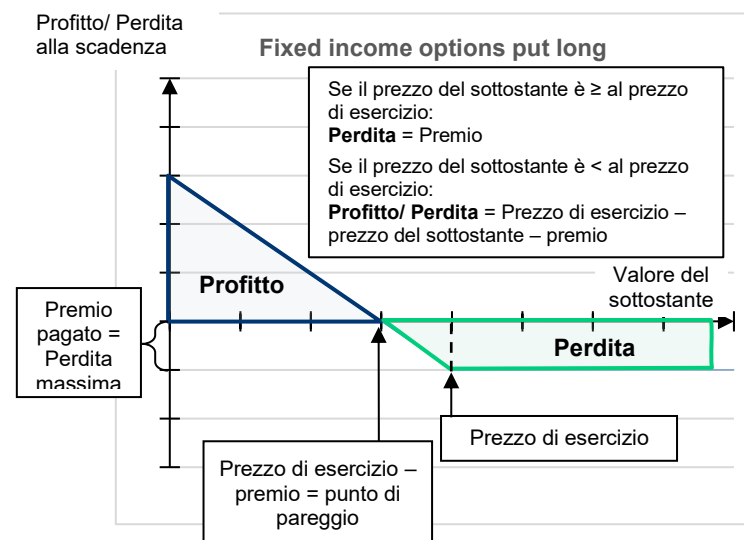 Profitto/ Perdita
alla scadenza
Fixed income options put long
Se il prezzo del sottostante è ≥ al prezzo
di esercizio:
Perdita = Premio
Se il prezzo del sottostante è < al prezzo
di esercizio:
Profitto/ Perdita = Prezzo di esercizio –
prezzo del sottostante – premio
Profitto
Valore del
sottostante
Premio
pagato =
Perdita
massima
Perdita
Prezzo di esercizio
Prezzo di esercizio –
premio = punto di
pareggio